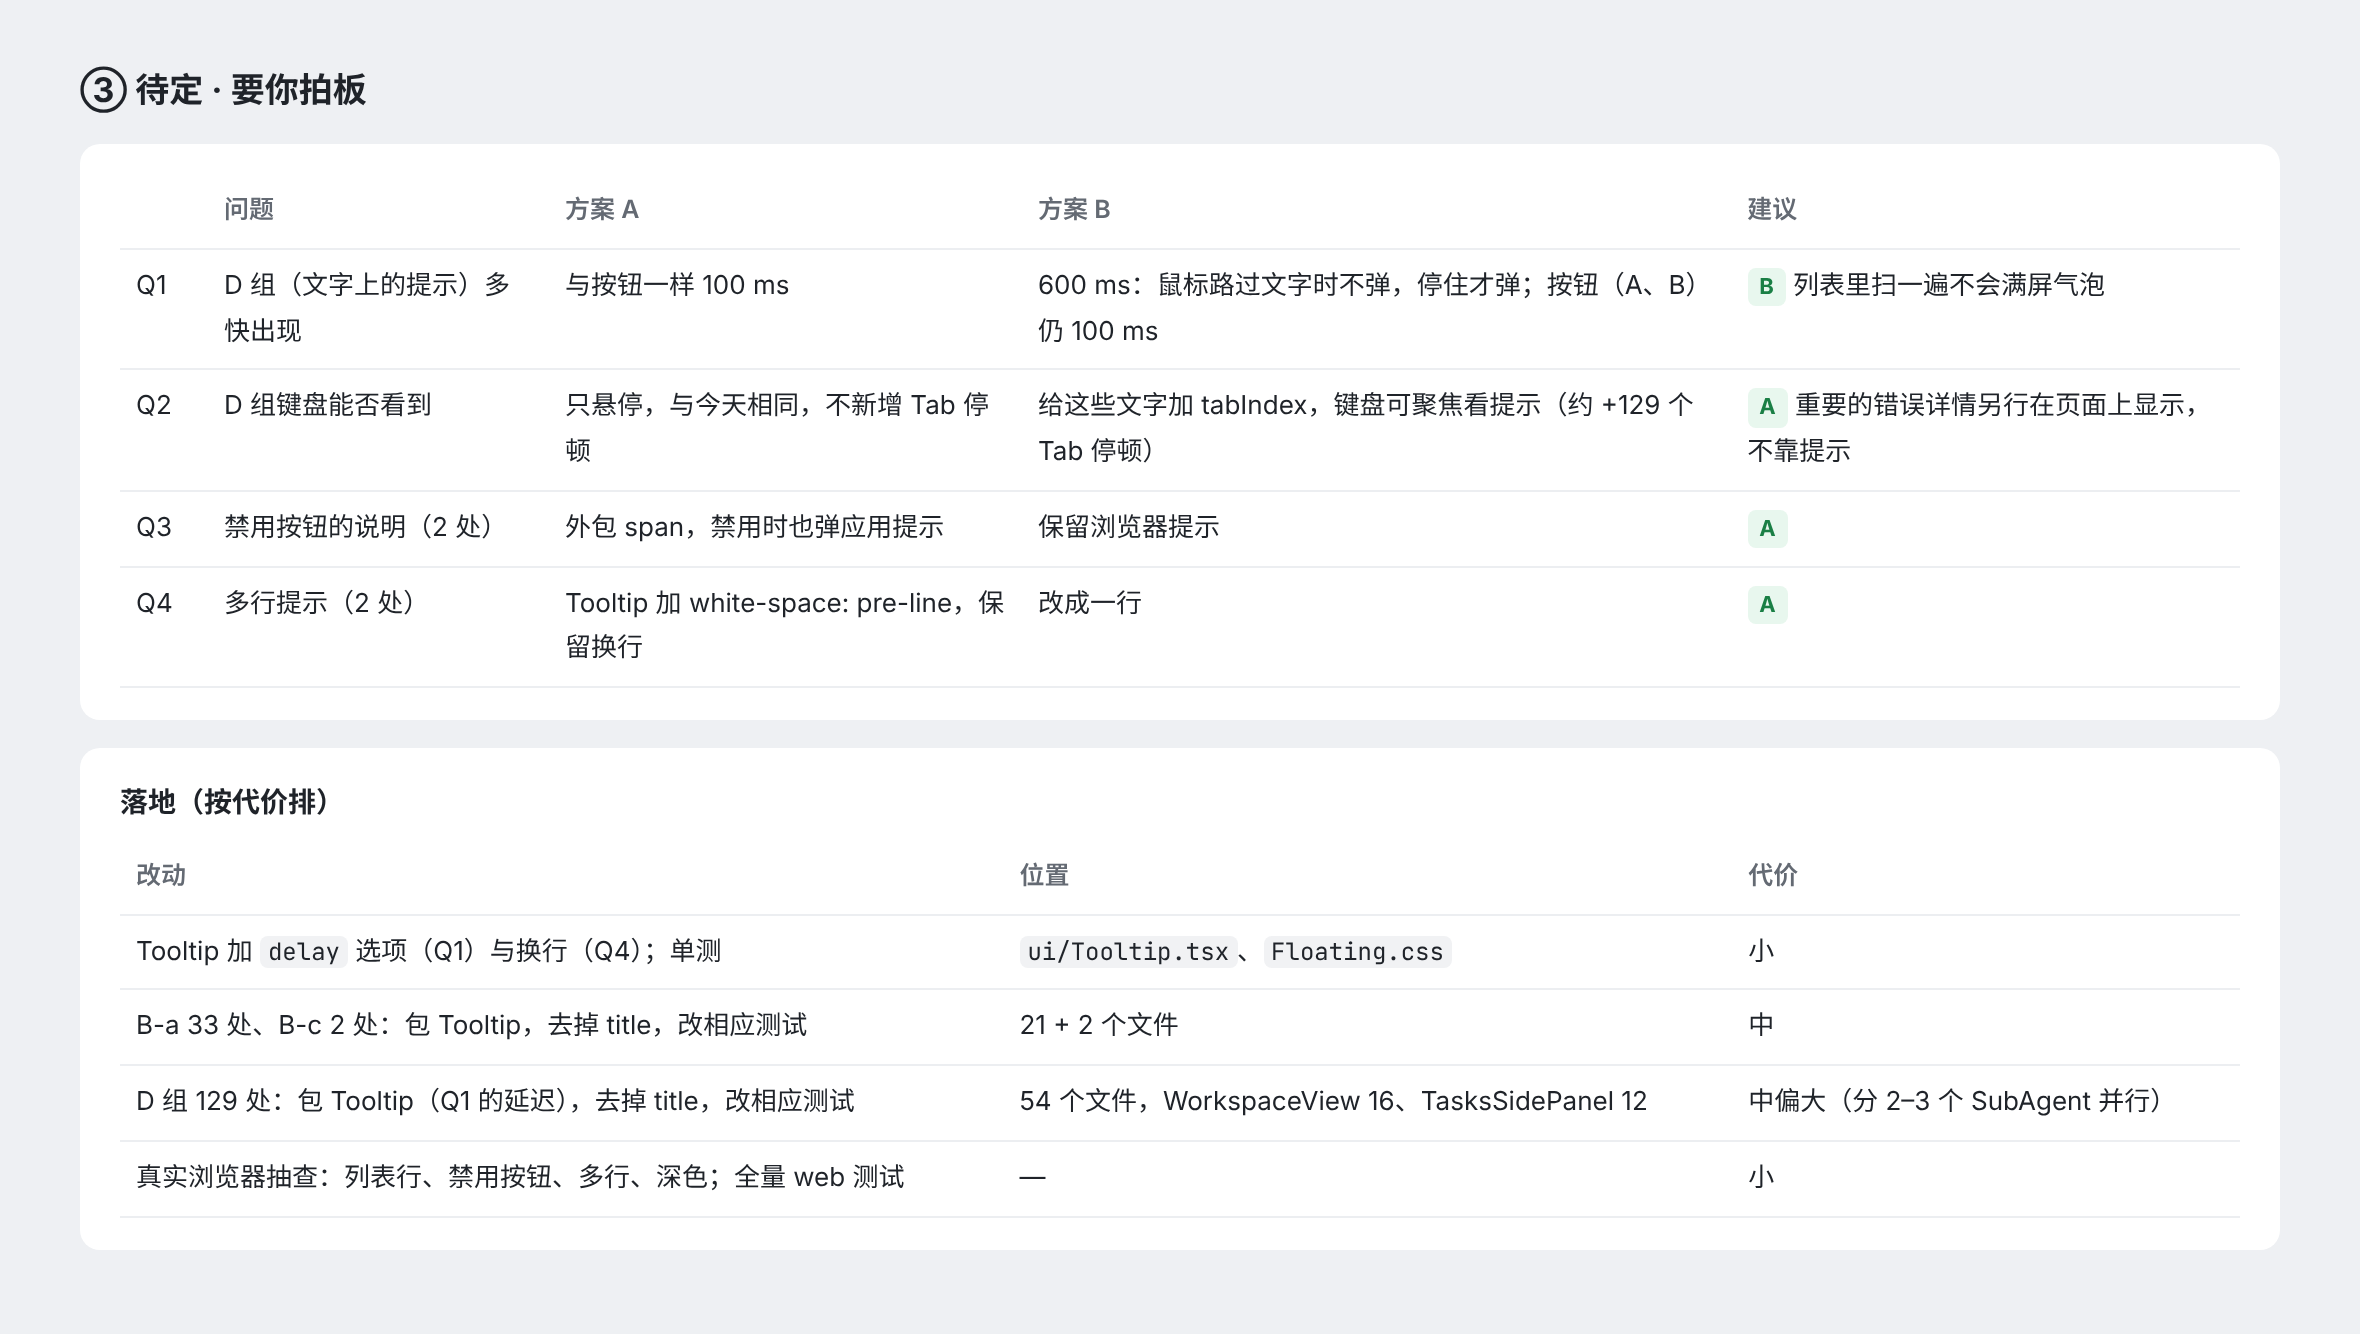 ③ 待定 · 要你拍板
问题 方案 A 方案 B 建议
Q1 D 组（文字上的提示）多 与按钮一样 100 ms 600 ms：鼠标路过文字时不弹，停住才弹；按钮（A、B） B 列表里扫一遍不会满屏气泡
快出现 仍 100 ms
Q2 D 组键盘能否看到 只悬停，与今天相同，不新增 Tab 停 给这些文字加 tabIndex，键盘可聚焦看提示（约 +129 个 A 重要的错误详情另行在页面上显示，
顿 Tab 停顿） 不靠提示
Q3 禁用按钮的说明（2 处） 外包 span，禁用时也弹应用提示 保留浏览器提示 A
Q4 多行提示（2 处） Tooltip 加 white-space: pre-line，保 改成一行 A
留换行
落地（按代价排）
改动 位置 代价
Tooltip 加 delay 选项（Q1）与换行（Q4）；单测 ui/Tooltip.tsx、Floating.css 小
B-a 33 处、B-c 2 处：包 Tooltip，去掉 title，改相应测试 21 + 2 个文件 中
D 组 129 处：包 Tooltip（Q1 的延迟），去掉 title，改相应测试 54 个文件，WorkspaceView 16、TasksSidePanel 12 中偏大（分 2–3 个 SubAgent 并行）
真实浏览器抽查：列表行、禁用按钮、多行、深色；全量 web 测试 — 小